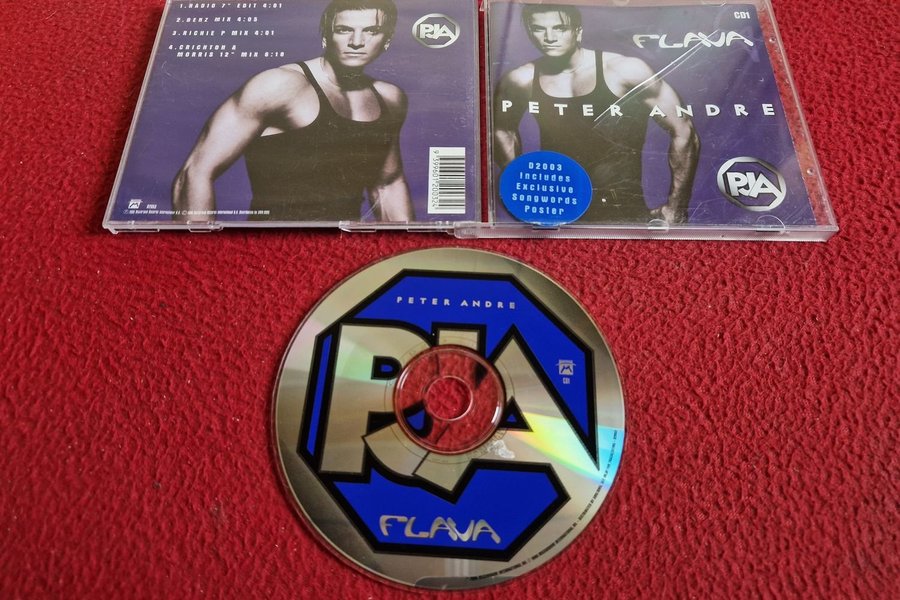 1. RADIO 7" EDIT 4:01
2. BENZ MIX 4:05
3. RICHIE P MIX 4:01
4. CRICHTON &
MORRIS 12" MIX 6:18
PJA
9399601200324
CD1
FLAVA
PETER ANDRE
D2003
Includes
Exclusive
Songwords
Poster
PJA
PETER ANDRE
PJA
CD1
FLAVA